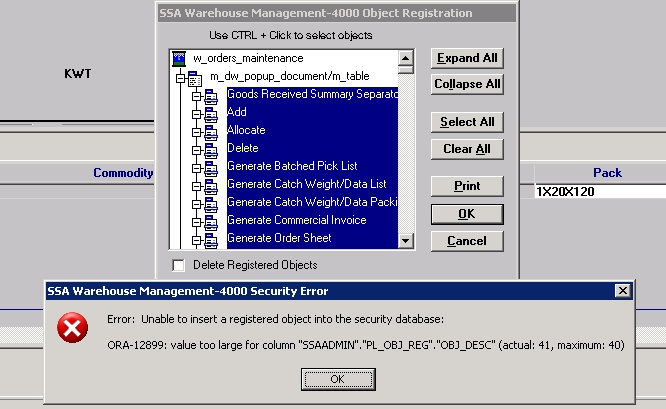 SSA Warehouse Management-4000 Object Registration
Use CTRL + Click to select objects
KWT
w_orders_maintenance
m_dw_popup_document/m_table
Goods Received Summary Separato
Add
Allocate
Delete
Generate Batched Pick List
Generate Catch Weight/Data List
Generate Catch Weight/Data Packi
Generate Commercial Invoice
Generate Order Sheet
Expand All
Collapse All
Select All
Clear All
Print
OK
Cancel
Commodity
Pack
1X20X120
Delete Registered Objects
SSA Warehouse Management-4000 Security Error
Error: Unable to insert a registered object into the security database:
ORA-12899: value too large for column "SSAADMIN"."PL_OBJ_REG"."OBJ_DESC" (actual: 41, maximum: 40)
OK